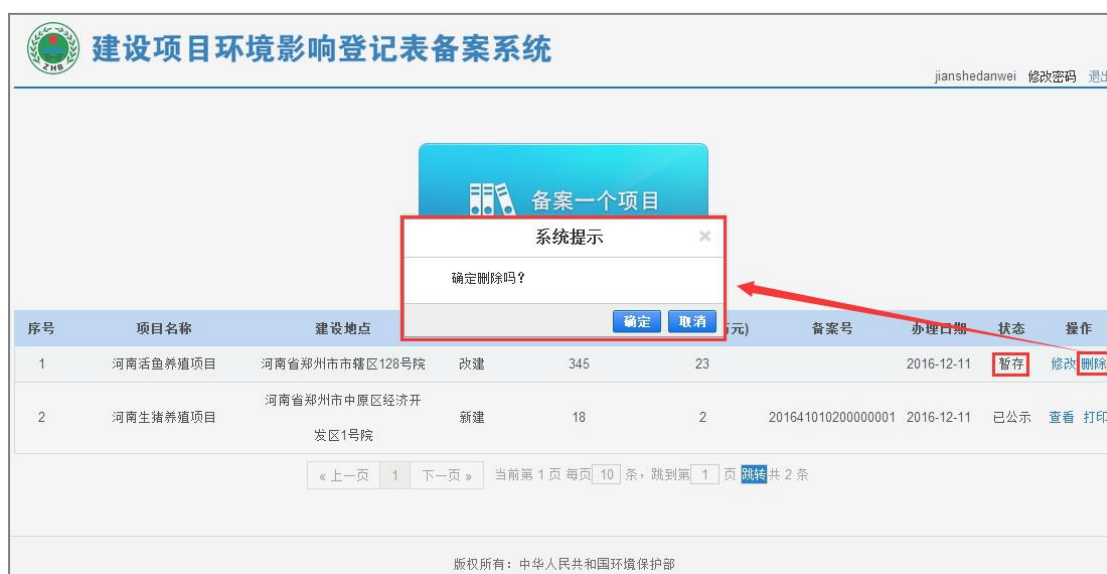 ZHB
建设项目环境影响登记表备案系统
jianshedanwei 修改密码 退出
备案一个项目
系统提示 ×
确定删除吗?
确定 取消
序号 项目名称 建设地点 万元) 备案号 办理日期 状态 操作
1 河南活鱼养殖项目 河南省郑州市市辖区128号院 改建 345 23 2016-12-11 暂存 修改 删除
2 河南生猪养殖项目 河南省郑州市中原区经济开 新建 18 2 201641010200000001 2016-12-11 已公示 查看 打印
发区1号院
« 上一页 1 下一页 » 当前第 1 页 每页 10 条,跳到第 1 页 跳转 共 2 条
版权所有:中华人民共和国环境保护部